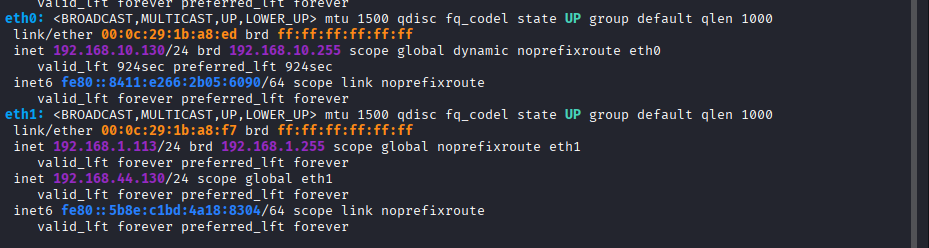 valid_lft forever preferred_lft forever
eth0: <BROADCAST,MULTICAST,UP,LOWER_UP> mtu 1500 qdisc fq_codel state UP group default qlen 1000
link/ether 00:0c:29:1b:a8:ed brd ff:ff:ff:ff:ff:ff
inet 192.168.10.130/24 brd 192.168.10.255 scope global dynamic noprefixroute eth0
valid_lft 924sec preferred_lft 924sec
inet6 fe80::8411:e266:2b05:6090/64 scope link noprefixroute
valid_lft forever preferred_lft forever
eth1: <BROADCAST,MULTICAST,UP,LOWER_UP> mtu 1500 qdisc fq_codel state UP group default qlen 1000
link/ether 00:0c:29:1b:a8:f7 brd ff:ff:ff:ff:ff:ff
inet 192.168.1.113/24 brd 192.168.1.255 scope global noprefixroute eth1
valid_lft forever preferred_lft forever
inet 192.168.44.130/24 scope global eth1
valid_lft forever preferred_lft forever
inet6 fe80::5b8e:c1bd:4a18:8304/64 scope link noprefixroute
valid_lft forever preferred_lft forever